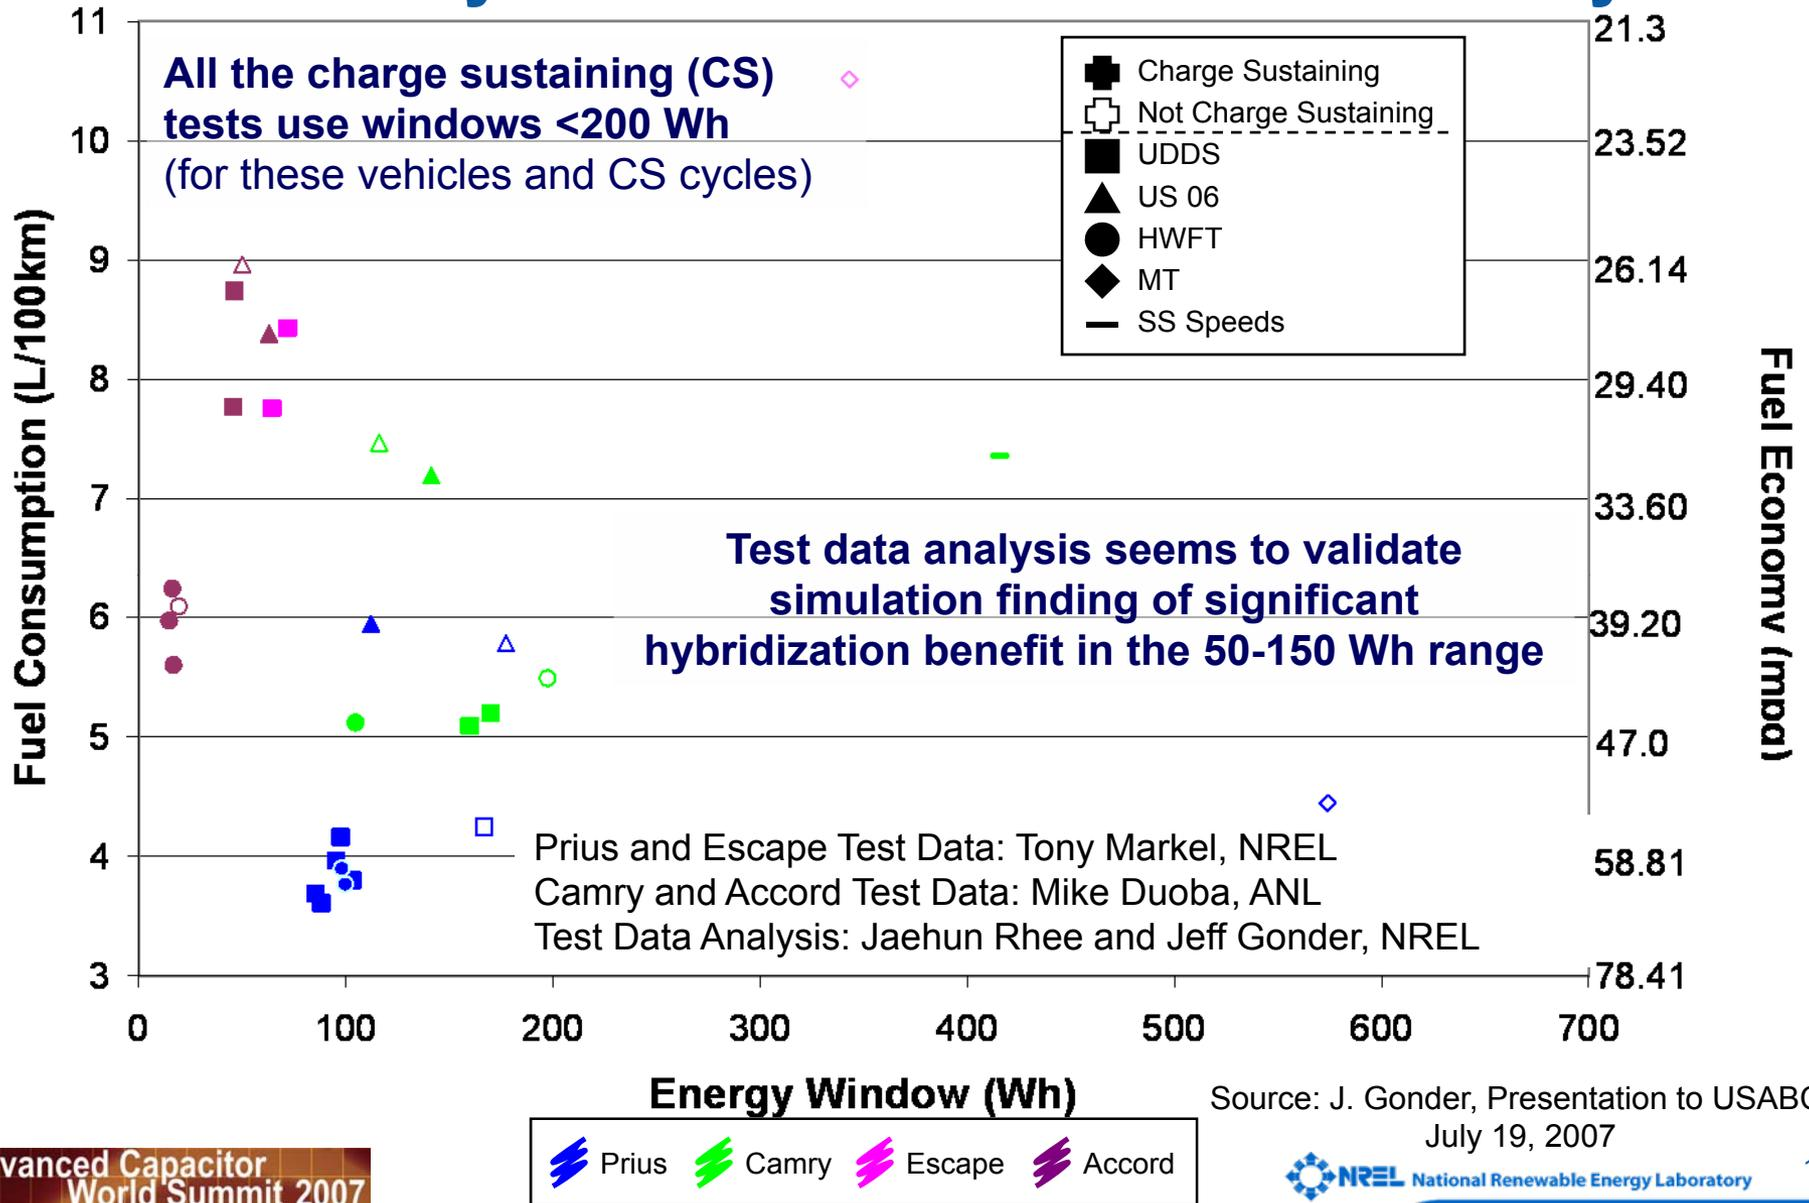 11
10
9
8
7
6
5
4
3
Fuel Consumption (L/100km)
All the charge sustaining (CS)
tests use windows <200 Wh
(for these vehicles and CS cycles)
Charge Sustaining
Not Charge Sustaining
UDDS
US 06
HWFT
MT
SS Speeds
21.3
23.52
26.14
29.40
33.60
39.20
47.0
58.81
78.41
Fuel Economy (mpg)
Test data analysis seems to validate
simulation finding of significant
hybridization benefit in the 50-150 Wh range
Prius and Escape Test Data: Tony Markel, NREL
Camry and Accord Test Data: Mike Duoba, ANL
Test Data Analysis: Jaehun Rhee and Jeff Gonder, NREL
0 100 200 300 400 500 600 700
Energy Window (Wh)
Source: J. Gonder, Presentation to USABC
July 19, 2007
Prius Camry Escape Accord
vanced Capacitor
World Summit 2007
NREL National Renewable Energy Laboratory